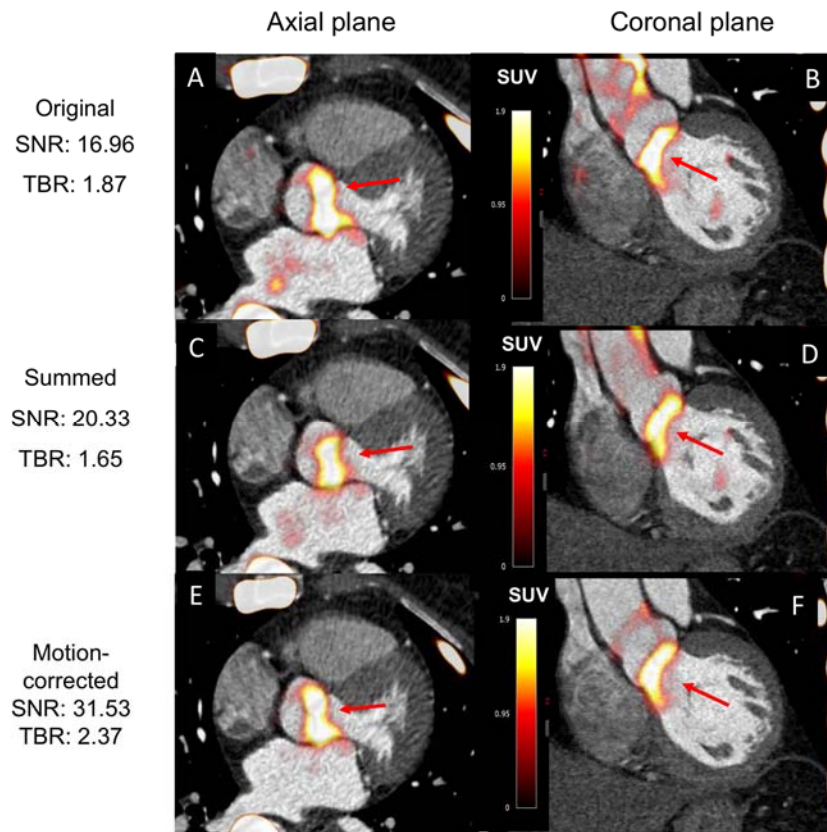 Axial plane
Coronal plane
Original
SNR: 16.96
TBR: 1.87
A
SUV
1.9
0.95
0
B
Summed
SNR: 20.33
TBR: 1.65
C
SUV
1.9
0.95
0
D
Motion-
corrected
SNR: 31.53
TBR: 2.37
E
SUV
1.9
0.95
0
F